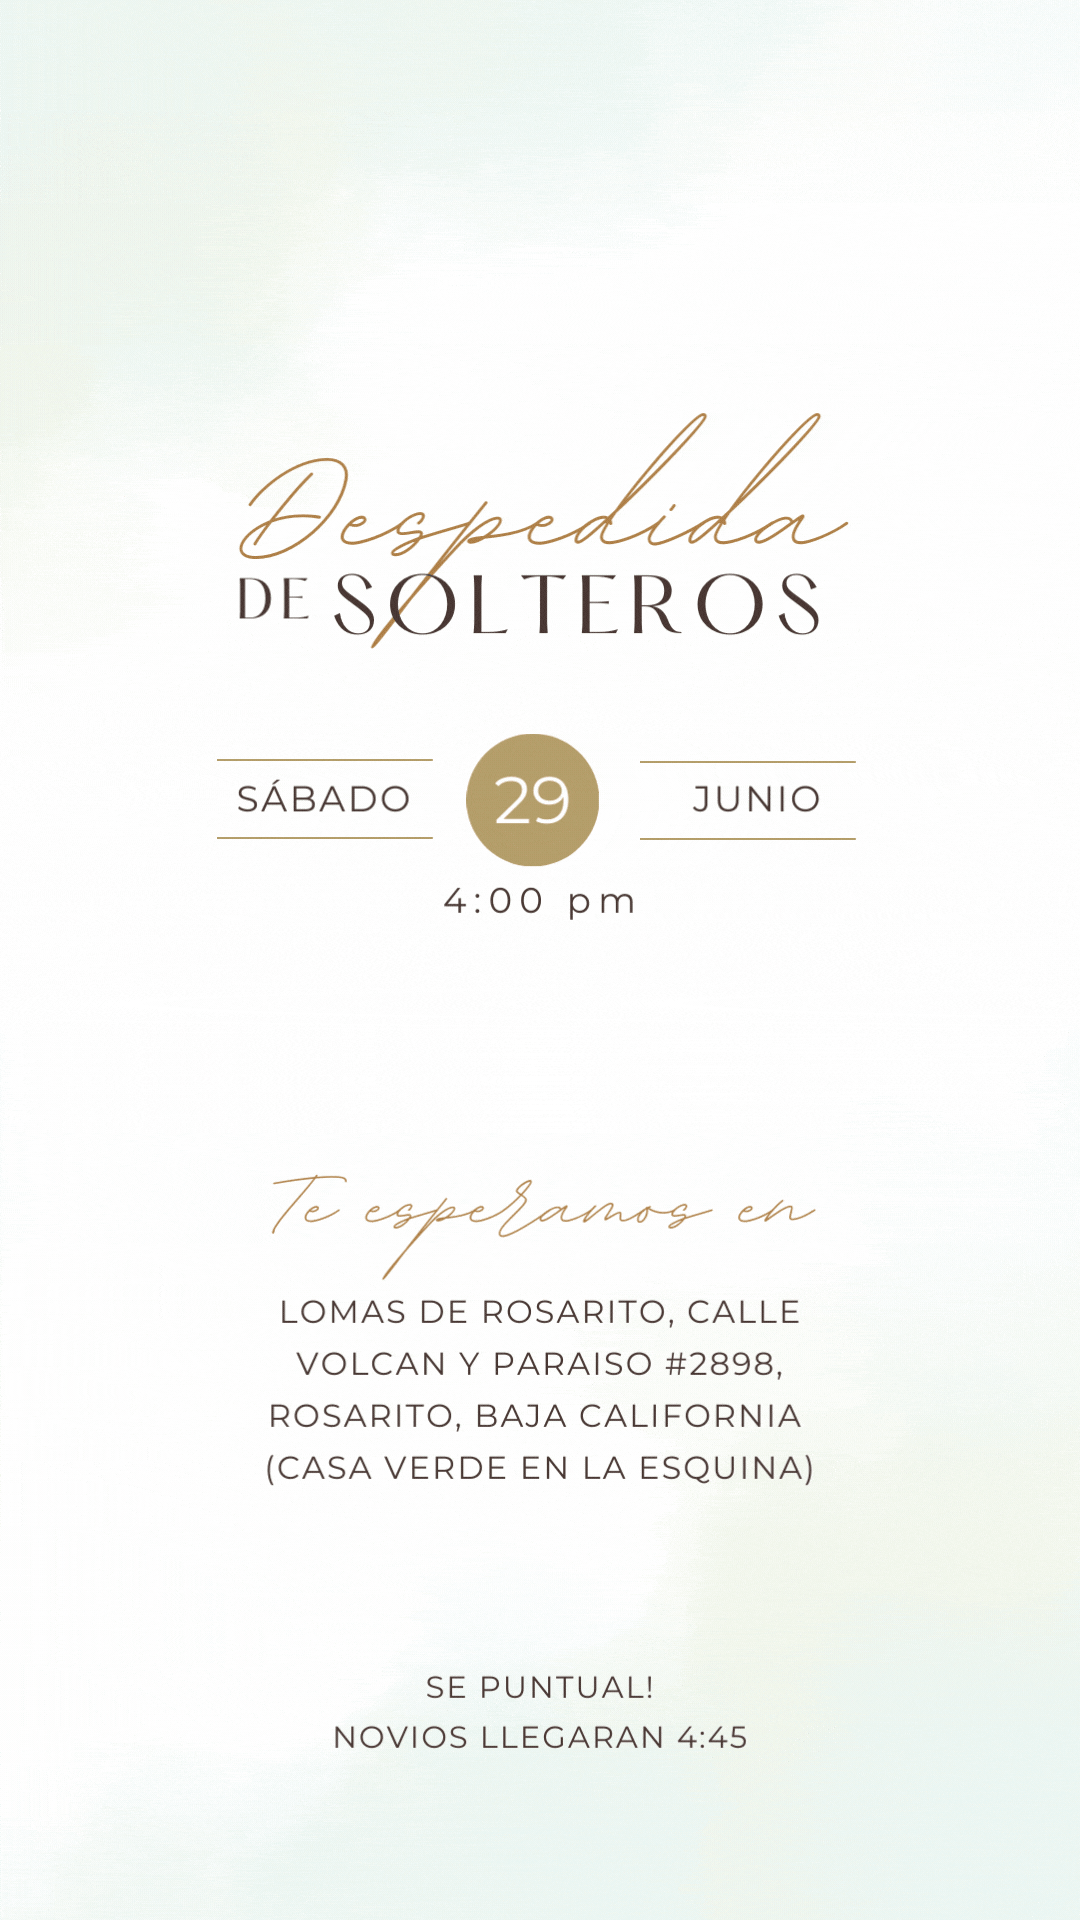 Despedida
DE SOLTEROS
SÁBADO 29 JUNIO
4:00 pm
Te esperamos en
LOMAS DE ROSARITO, CALLE
VOLCAN Y PARAISO #2898,
ROSARITO, BAJA CALIFORNIA
(CASA VERDE EN LA ESQUINA)
SE PUNTUAL!
NOVIOS LLEGARAN 4:45